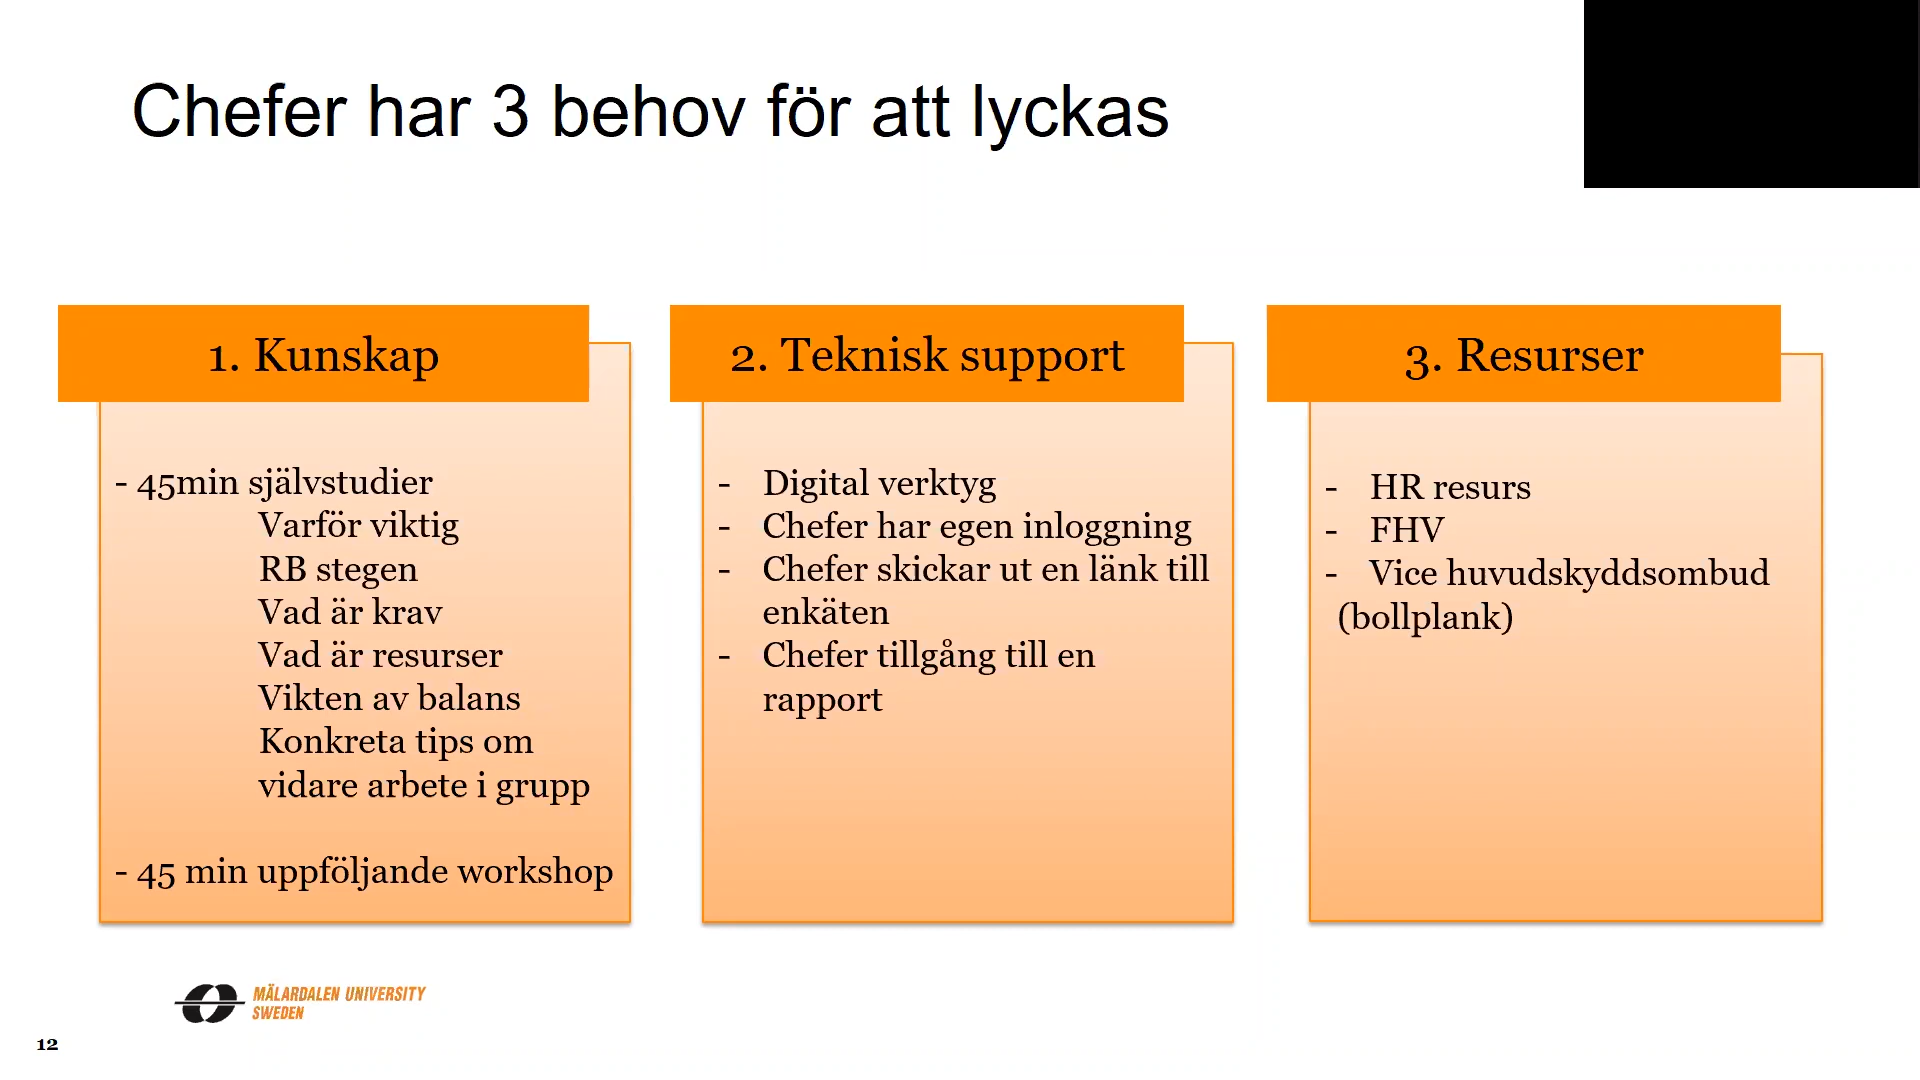 Chefer har 3 behov för att lyckas
1. Kunskap
- 45min självstudier
Varför viktig
RB stegen
Vad är krav
Vad är resurser
Vikten av balans
Konkreta tips om
vidare arbete i grupp
- 45 min uppföljande workshop
2. Teknisk support
- Digital verktyg
- Chefer har egen inloggning
- Chefer skickar ut en länk till
enkäten
- Chefer tillgång till en
rapport
3. Resurser
- HR resurs
- FHV
- Vice huvudskyddsombud
(bollplank)
MÄLARDALEN UNIVERSITY
SWEDEN
12